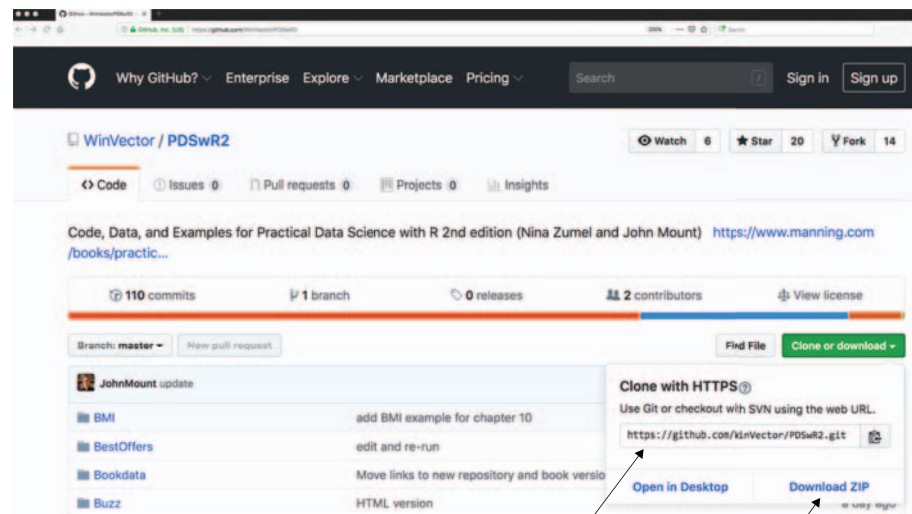 GitHub, Inc. (US)
Why GitHub? Enterprise Explore Marketplace Pricing Search / Sign in Sign up
WinVector / PDSwR2 Watch 6 Star 20 Fork 14
Code Issues 0 Pull requests 0 Projects 0 Insights
Code, Data, and Examples for Practical Data Science with R 2nd edition (Nina Zumel and John Mount) https://www.manning.com
/books/practic...
110 commits 1 branch 0 releases 2 contributors View license
Branch: master New pull request Find File Clone or download
JohnMount update
Clone with HTTPS
Use Git or checkout with SVN using the web URL.
https://github.com/WinVector/PDSwR2.git
Open in Desktop Download ZIP
BMI add BMI example for chapter 10
BestOffers edit and re-run
Bookdata Move links to new repository and book versio
Buzz HTML version a day ago